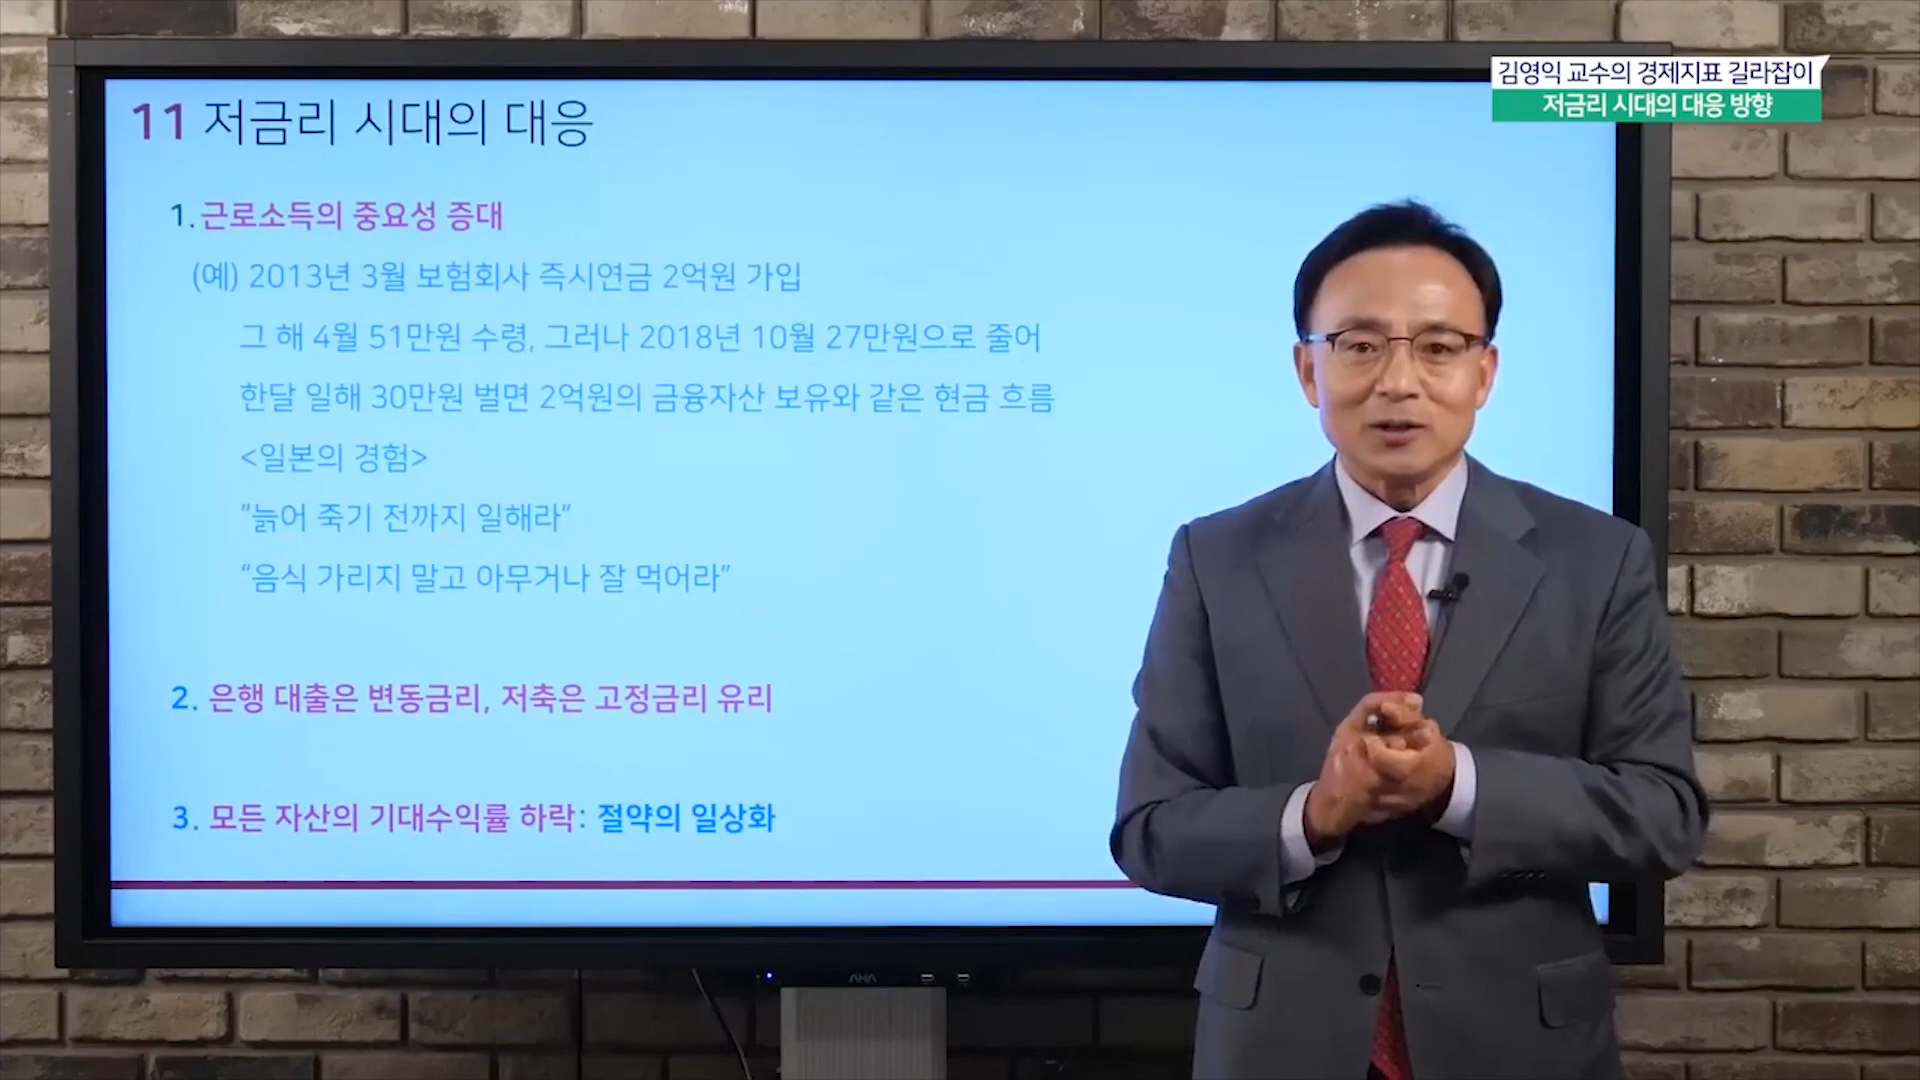 김영익 교수의 경제지표 길라잡이
저금리 시대의 대응 방향
11 저금리 시대의 대응
1. 근로소득의 중요성 증대
(예) 2013년 3월 보험회사 즉시연금 2억원 가입
그 해 4월 51만원 수령, 그러나 2018년 10월 27만원으로 줄어
한달 일해 30만원 벌면 2억원의 금융자산 보유와 같은 현금 흐름
<일본의 경험>
"늙어 죽기 전까지 일해라"
"음식 가리지 말고 아무거나 잘 먹어라"
2. 은행 대출은 변동금리, 저축은 고정금리 유리
3. 모든 자산의 기대수익률 하락: 절약의 일상화
AHA